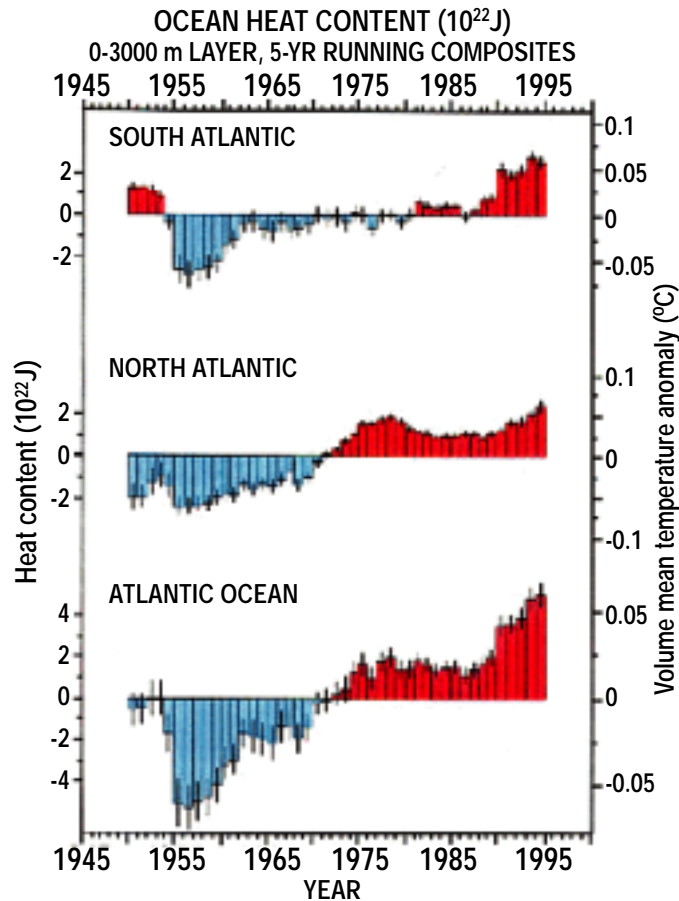 OCEAN HEAT CONTENT (10²²J)
0-3000 m LAYER, 5-YR RUNNING COMPOSITES
1945 1955 1965 1975 1985 1995
SOUTH ATLANTIC
2
0
-2
0.1
0.05
0
-0.05
NORTH ATLANTIC
2
0
-2
0.1
0
-0.1
ATLANTIC OCEAN
4
2
0
-2
-4
0.05
0
-0.05
Heat content (10²²J)
Volume mean temperature anomaly (ºC)
1945 1955 1965 1975 1985 1995
YEAR